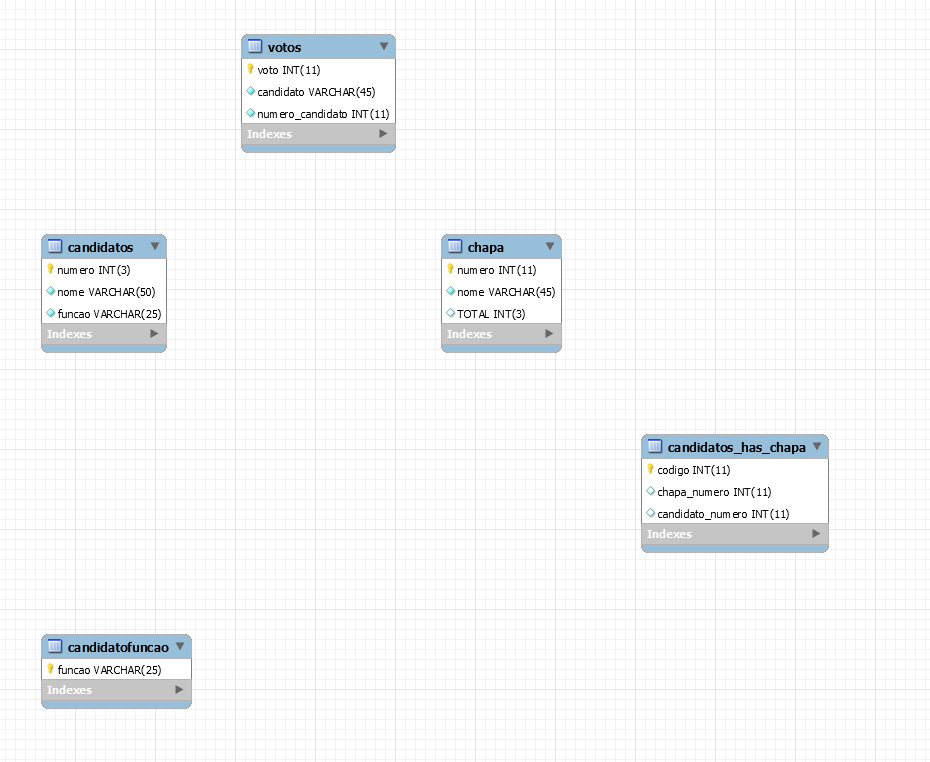 votos
voto INT(11)
candidato VARCHAR(45)
numero_candidato INT(11)
Indexes
candidatos
numero INT(3)
nome VARCHAR(50)
funcao VARCHAR(25)
Indexes
chapa
numero INT(11)
nome VARCHAR(45)
TOTAL INT(3)
Indexes
candidatos_has_chapa
codigo INT(11)
chapa_numero INT(11)
candidato_numero INT(11)
Indexes
candidatofuncao
funcao VARCHAR(25)
Indexes